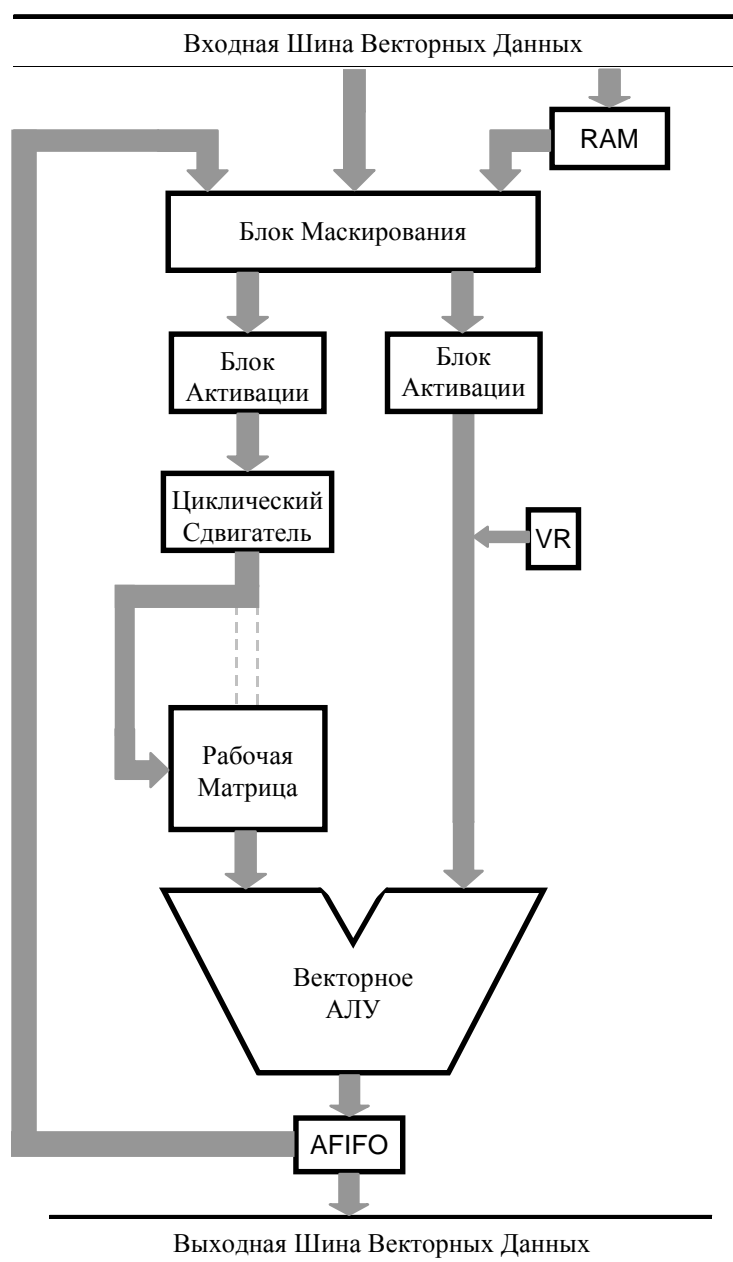 Входная Шина Векторных Данных
RAM
Блок Маскирования
Блок
Активации
Блок
Активации
Циклический
Сдвигатель
VR
Рабочая
Матрица
Векторное
АЛУ
AFIFO
Выходная Шина Векторных Данных